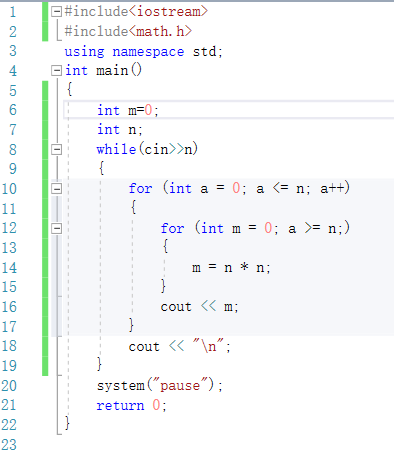 1 #include<iostream>
2 #include<math.h>
3 using namespace std;
4 int main()
5 {
6 int m=0;
7 int n;
8 while(cin>>n)
9 {
10 for (int a = 0; a <= n; a++)
11 {
12 for (int m = 0; a >= n;)
13 {
14 m = n * n;
15 }
16 cout << m;
17 }
18 cout << "\n";
19 }
20 system("pause");
21 return 0;
22 }
23